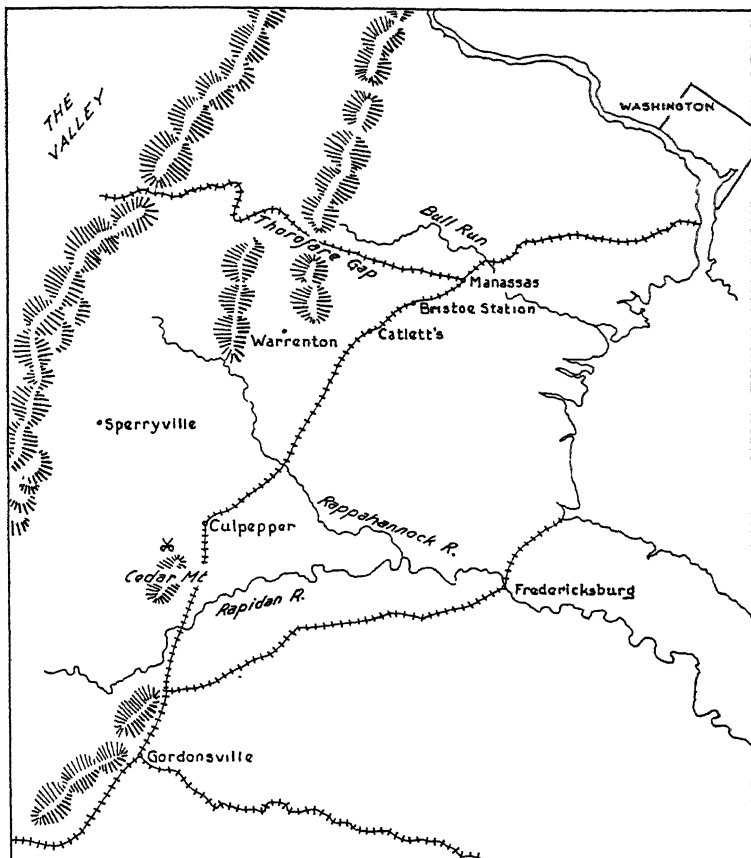 THE
VALLEY
WASHINGTON
Bull Run
Thorofare Gap
Manassas
Bristoe Station
Catlett's
Warrenton
Sperryville
Culpepper
Rappahannock R.
Cedar Mt
Rapidan R.
Fredericksburg
Gordonsville